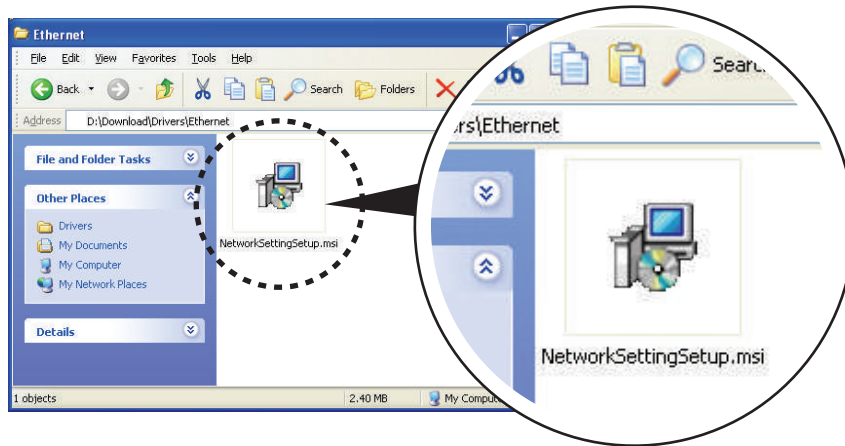 Ethernet
File Edit View Favorites Tools Help
Back Search Folders
Address D:\Download\Drivers\Ethernet
File and Folder Tasks
Other Places
Drivers
My Documents
My Computer
My Network Places
Details
NetworkSettingSetup.msi
1 objects 2.40 MB My Comput
Sear
rs\Ethernet
NetworkSettingSetup.msi